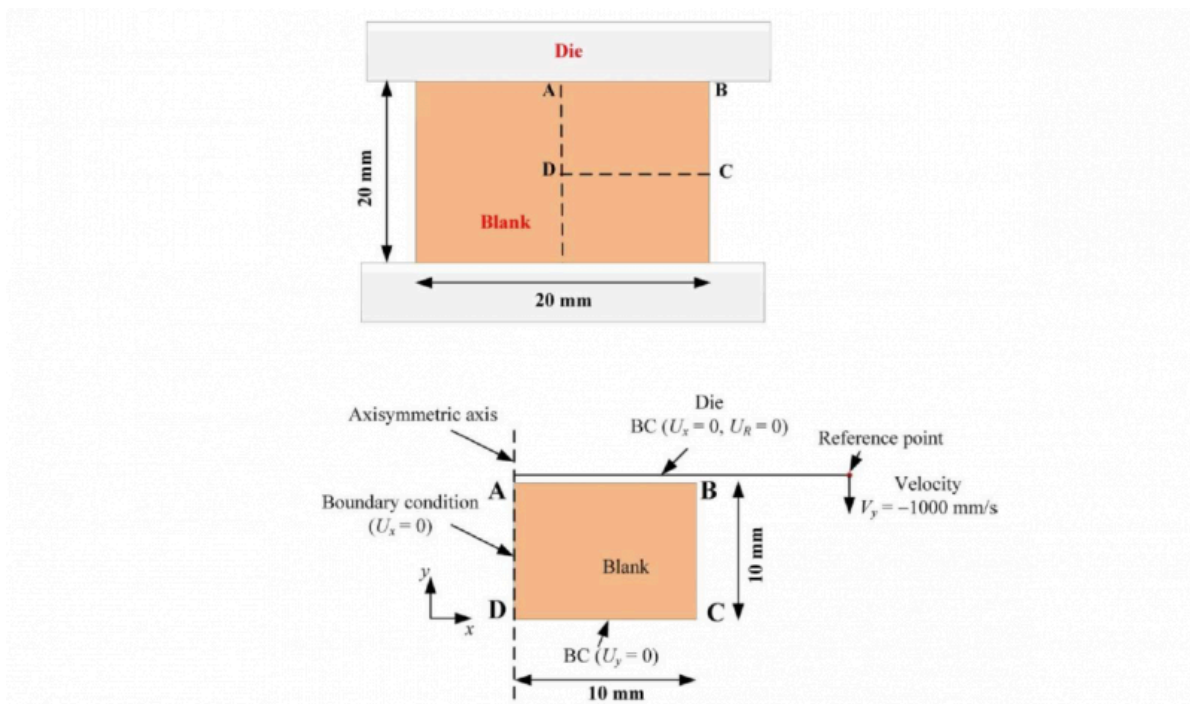 Die
A
B
20 mm
D
C
Blank
20 mm
Axisymmetric axis
Die
BC (Ux = 0, UR = 0)
Reference point
A
B
Velocity
Vy = −1000 mm/s
Boundary condition
(Ux = 0)
Blank
10 mm
y
x
D
C
BC (Uy = 0)
10 mm